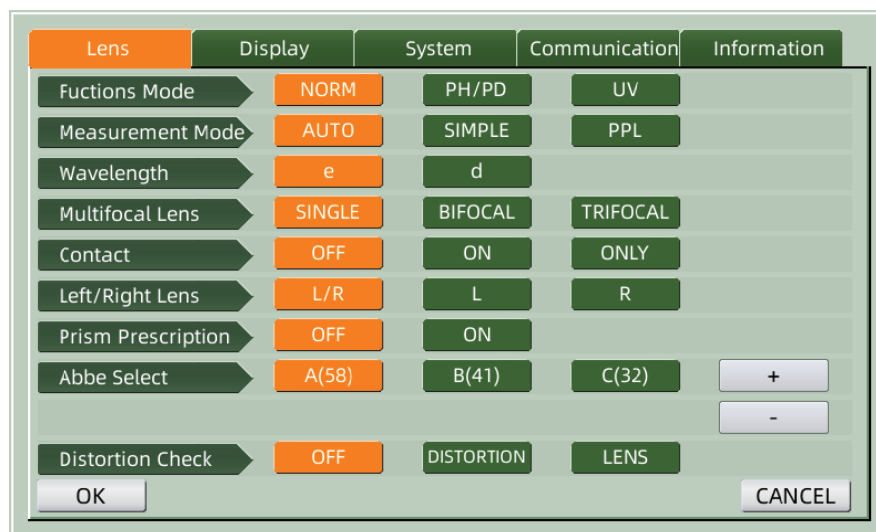 Lens Display System Communication Information
Fuctions Mode NORM PH/PD UV
Measurement Mode AUTO SIMPLE PPL
Wavelength e d
Multifocal Lens SINGLE BIFOCAL TRIFOCAL
Contact OFF ON ONLY
Left/Right Lens L/R L R
Prism Prescription OFF ON
Abbe Select A(58) B(41) C(32) +
-
Distortion Check OFF DISTORTION LENS
OK CANCEL